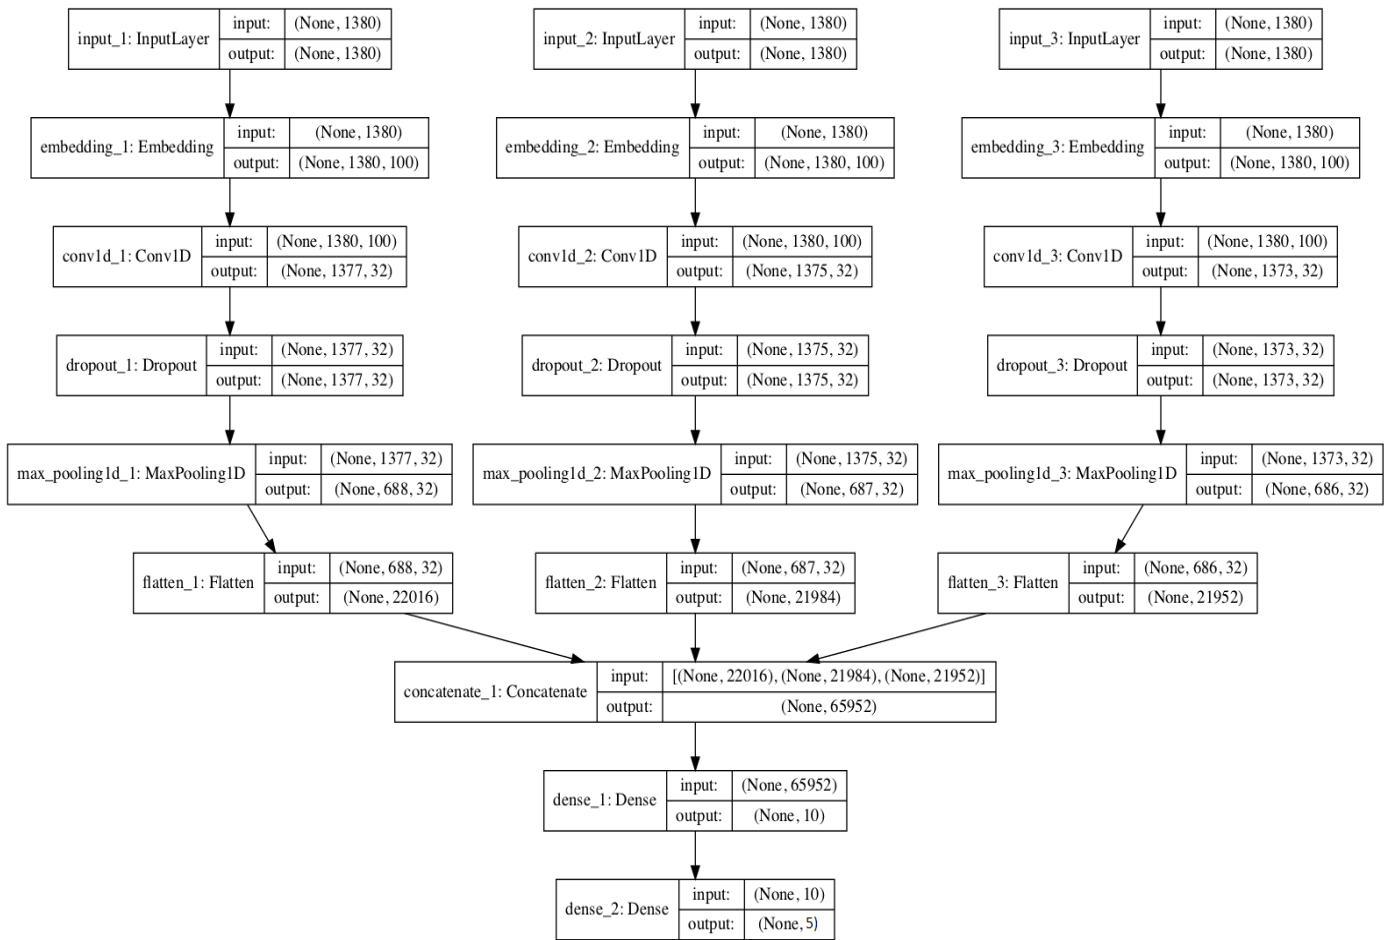 input_1: InputLayer
input: (None, 1380)
output: (None, 1380)
input_2: InputLayer
input: (None, 1380)
output: (None, 1380)
input_3: InputLayer
input: (None, 1380)
output: (None, 1380)
embedding_1: Embedding
input: (None, 1380)
output: (None, 1380, 100)
embedding_2: Embedding
input: (None, 1380)
output: (None, 1380, 100)
embedding_3: Embedding
input: (None, 1380)
output: (None, 1380, 100)
conv1d_1: Conv1D
input: (None, 1380, 100)
output: (None, 1377, 32)
conv1d_2: Conv1D
input: (None, 1380, 100)
output: (None, 1375, 32)
conv1d_3: Conv1D
input: (None, 1380, 100)
output: (None, 1373, 32)
dropout_1: Dropout
input: (None, 1377, 32)
output: (None, 1377, 32)
dropout_2: Dropout
input: (None, 1375, 32)
output: (None, 1375, 32)
dropout_3: Dropout
input: (None, 1373, 32)
output: (None, 1373, 32)
max_pooling1d_1: MaxPooling1D
input: (None, 1377, 32)
output: (None, 688, 32)
max_pooling1d_2: MaxPooling1D
input: (None, 1375, 32)
output: (None, 687, 32)
max_pooling1d_3: MaxPooling1D
input: (None, 1373, 32)
output: (None, 686, 32)
flatten_1: Flatten
input: (None, 688, 32)
output: (None, 22016)
flatten_2: Flatten
input: (None, 687, 32)
output: (None, 21984)
flatten_3: Flatten
input: (None, 686, 32)
output: (None, 21952)
concatenate_1: Concatenate
input: [(None, 22016), (None, 21984), (None, 21952)]
output: (None, 65952)
dense_1: Dense
input: (None, 65952)
output: (None, 10)
dense_2: Dense
input: (None, 10)
output: (None, 5)